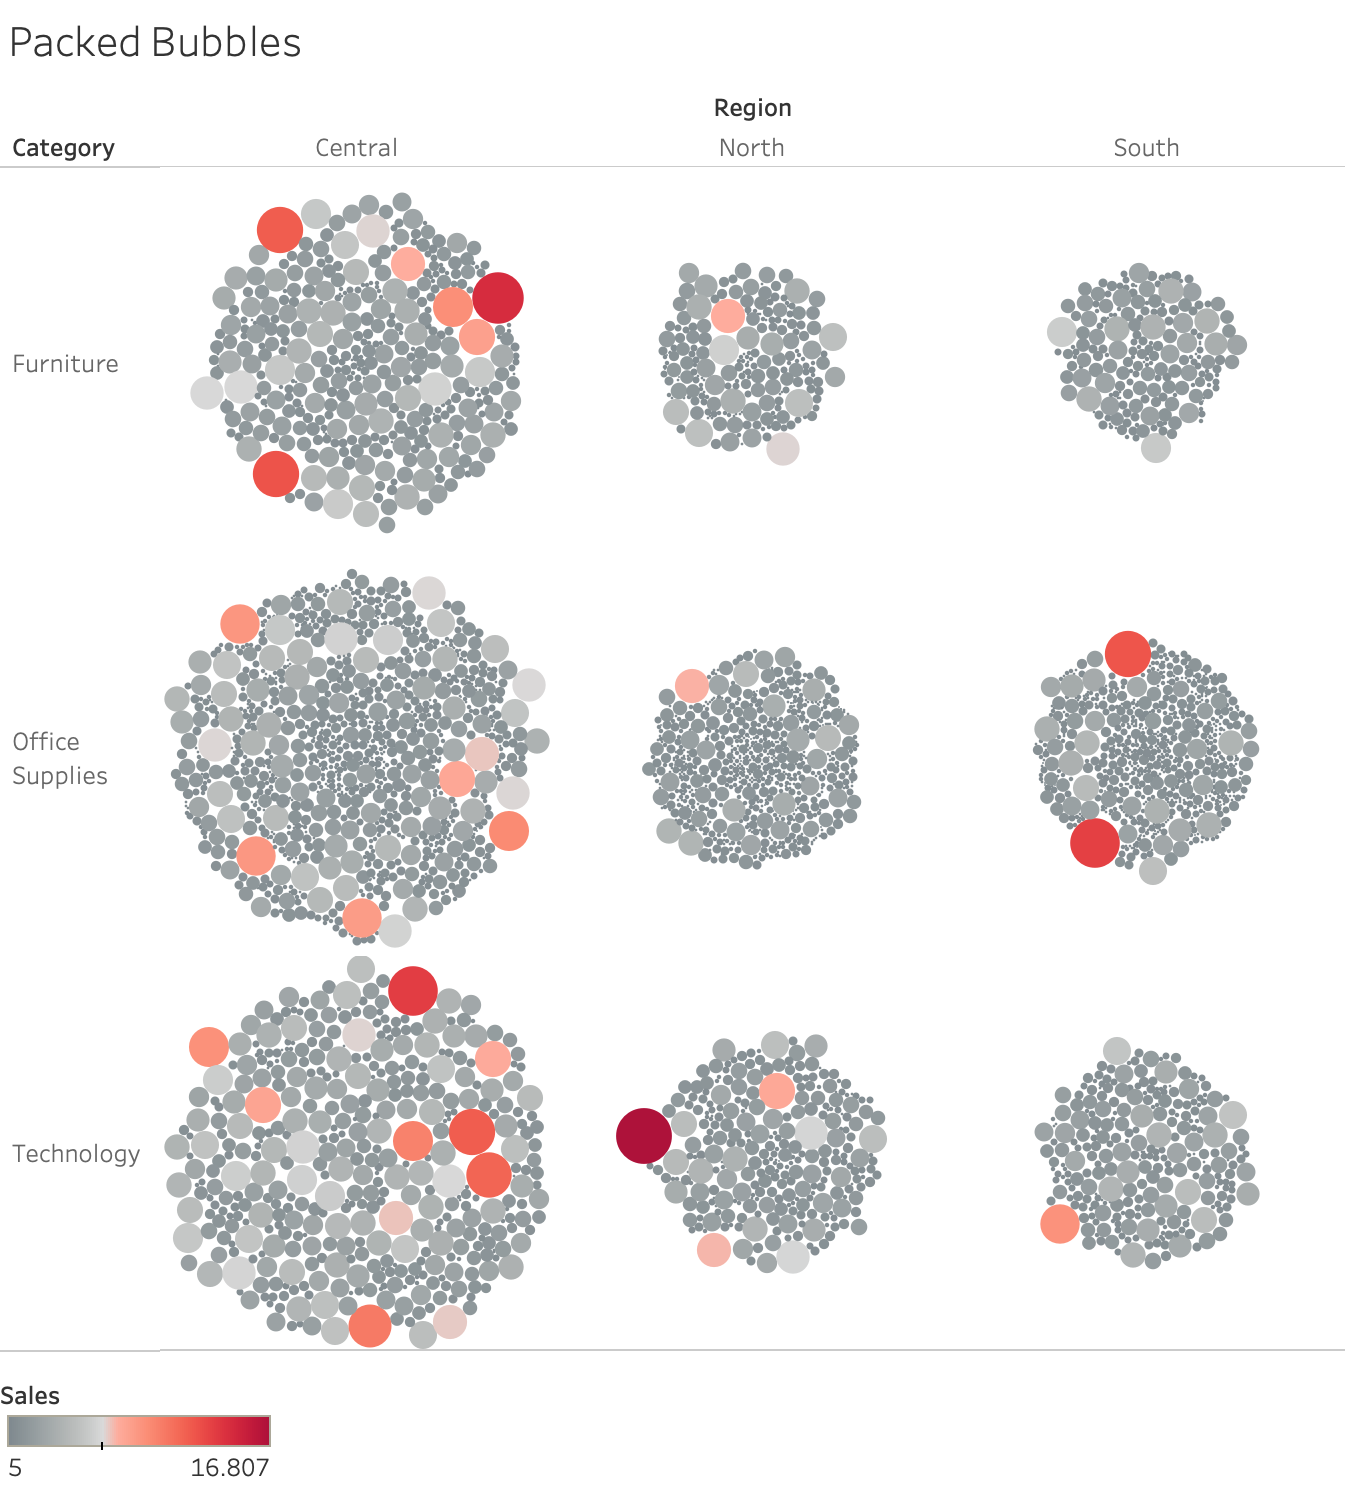 Packed Bubbles
Region
Category Central North South
Furniture
Office
Supplies
Technology
Sales
5 16.807